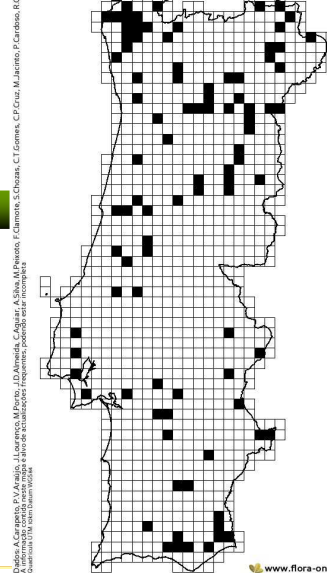 Dados: A.Carapeto, P.V.Araújo, J.Lourenço, M.Porto, J.D.Almeida, C.Aguiar, A.Silva, M.Peixoto, F.Clamote, S.Chozas, C.T.Gomes, C.P.Cruz, M.Jacinto, P.Cardoso, R.
A informação contida neste mapa é alvo de actualizações frequentes, podendo estar incompleta
Quadrícula UTM 10km Datum WGS84
www.flora-on